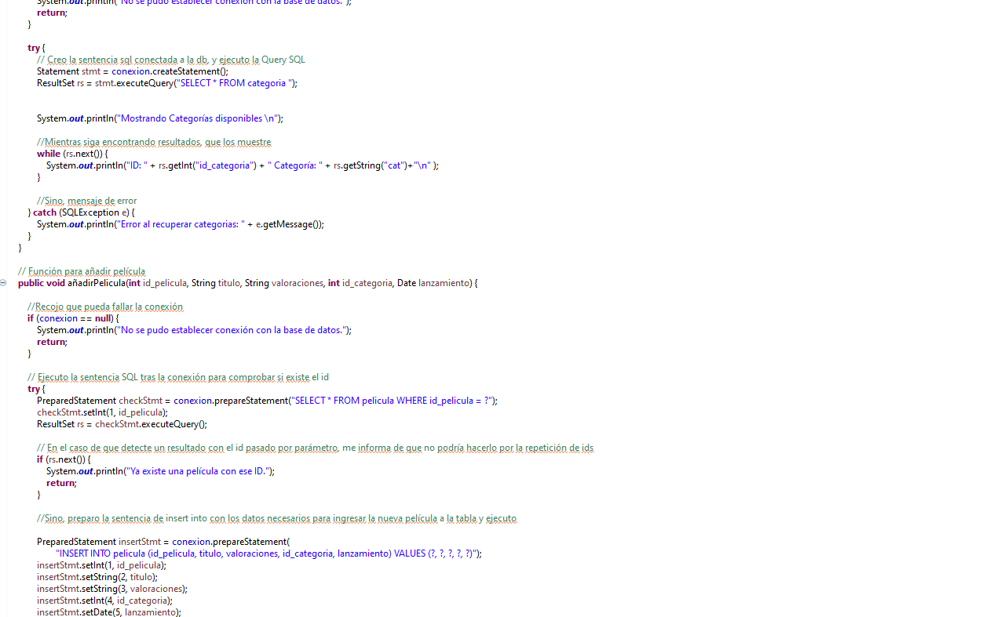 System.out.println("No se pudo establecer conexión con la base de datos.");
return;
}
try {
// Creo la sentencia sql conectada a la db, y ejecuto la Query SQL
Statement stmt = conexion.createStatement();
ResultSet rs = stmt.executeQuery("SELECT * FROM categoria ");
System.out.println("Mostrando Categorías disponibles \n");
//Mientras siga encontrando resultados, que los muestre
while (rs.next()) {
System.out.println("ID: " + rs.getInt("id_categoria") + " Categoría: " + rs.getString("cat")+"\n" );
}
//Sino, mensaje de error
} catch (SQLException e) {
System.out.println("Error al recuperar categorias: " + e.getMessage());
}
}
// Función para añadir película
public void añadirPelicula(int id_pelicula, String titulo, String valoraciones, int id_categoria, Date lanzamiento) {
//Recojo que pueda fallar la conexión
if (conexion == null) {
System.out.println("No se pudo establecer conexión con la base de datos.");
return;
}
// Ejecuto la sentencia SQL tras la conexión para comprobar si existe el id
try {
PreparedStatement checkStmt = conexion.prepareStatement("SELECT * FROM pelicula WHERE id_pelicula = ?");
checkStmt.setInt(1, id_pelicula);
ResultSet rs = checkStmt.executeQuery();
// En el caso de que detecte un resultado con el id pasado por parámetro, me informa de que no podría hacerlo por la repetición de ids
if (rs.next()) {
System.out.println("Ya existe una película con ese ID.");
return;
}
//Sino, preparo la sentencia de insert into con los datos necesarios para ingresar la nueva película a la tabla y ejecuto
PreparedStatement insertStmt = conexion.prepareStatement(
"INSERT INTO pelicula (id_pelicula, titulo, valoraciones, id_categoria, lanzamiento) VALUES (?, ?, ?, ?, ?)");
insertStmt.setInt(1, id_pelicula);
insertStmt.setString(2, titulo);
insertStmt.setString(3, valoraciones);
insertStmt.setInt(4, id_categoria);
insertStmt.setDate(5, lanzamiento);